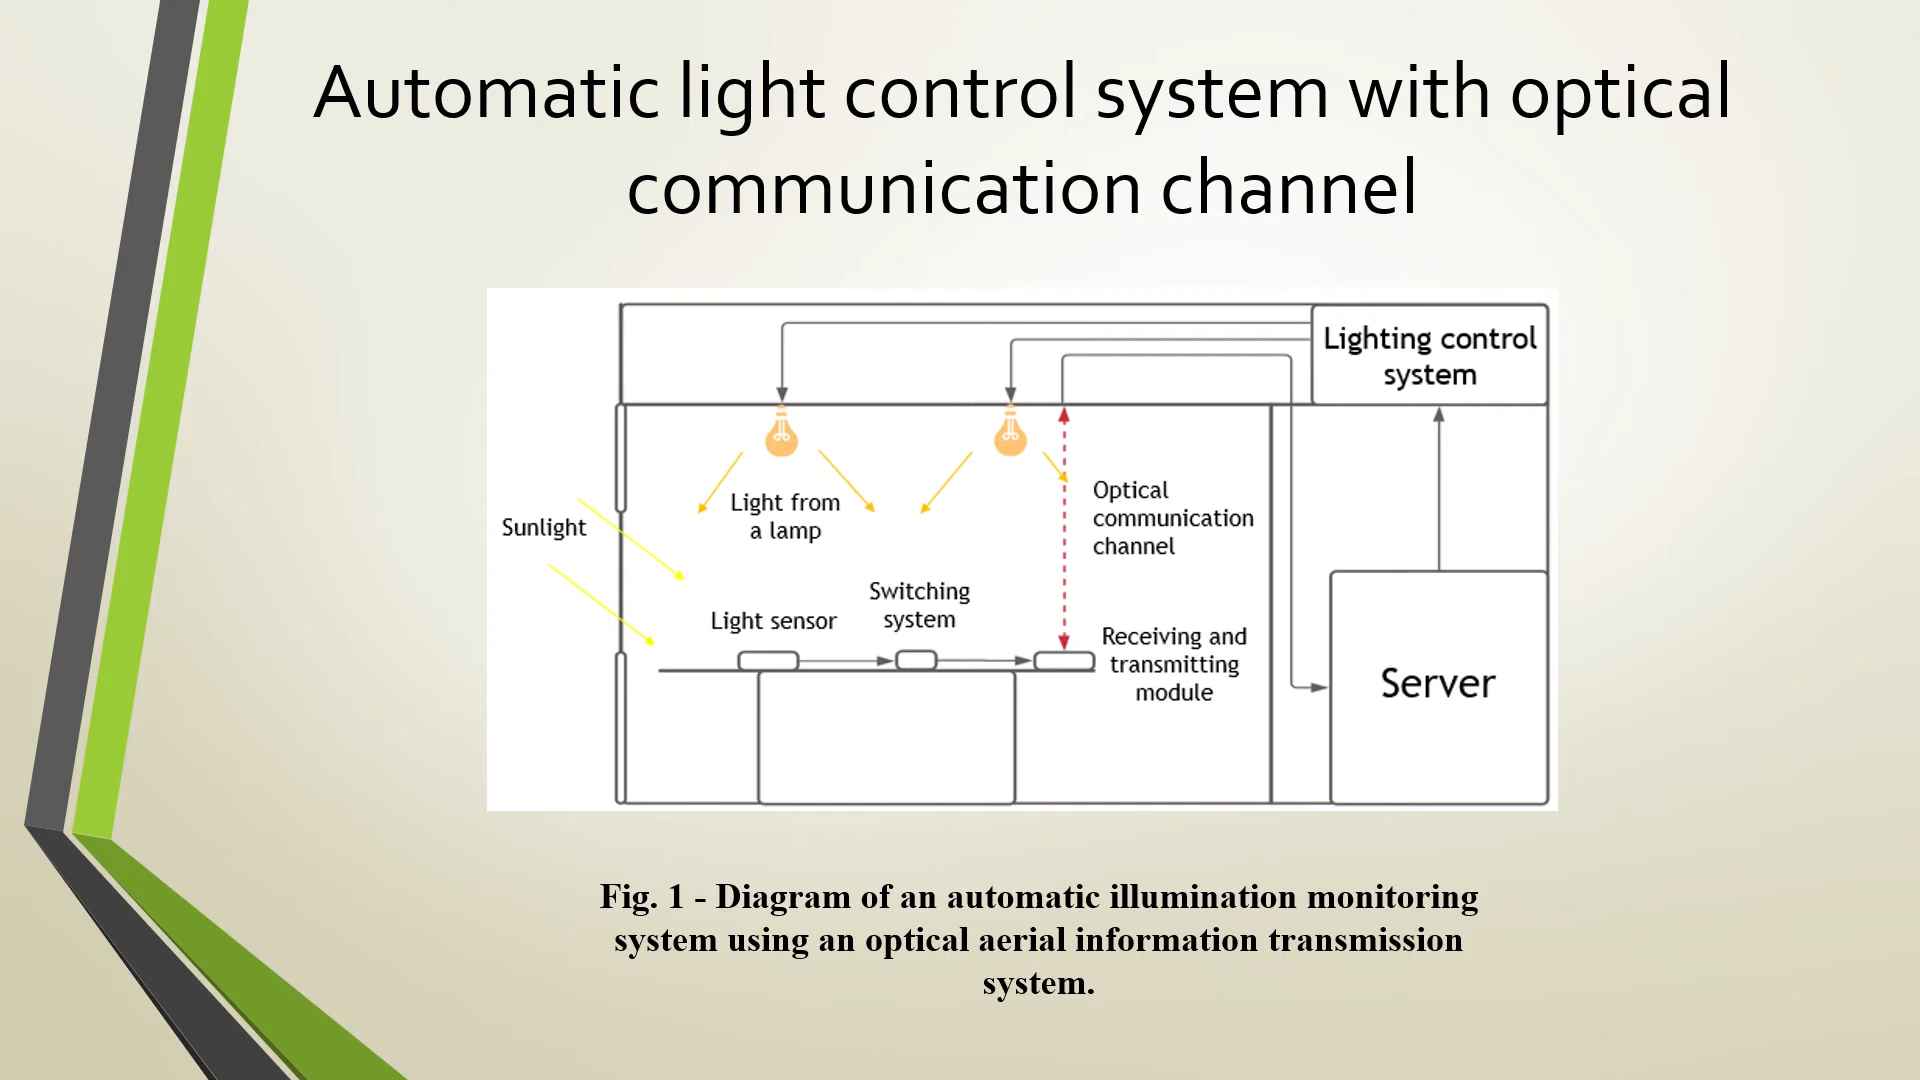 Automatic light control system with optical
communication channel
Lighting control
system
Sunlight
Light from
a lamp
Optical
communication
channel
Light sensor
Switching
system
Receiving and
transmitting
module
Server
Fig. 1 - Diagram of an automatic illumination monitoring
system using an optical aerial information transmission
system.